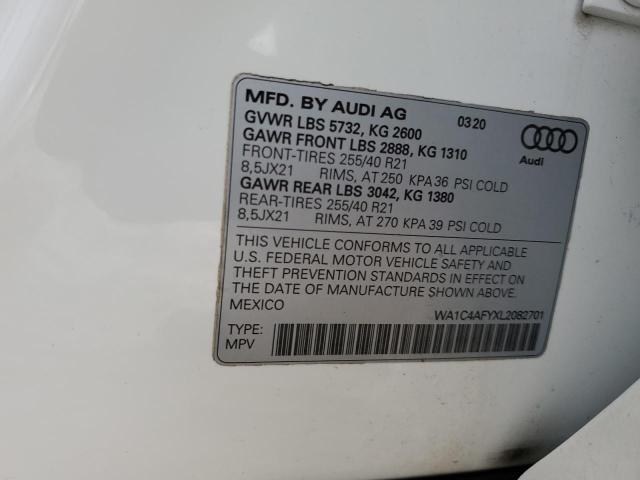 MFD. BY AUDI AG 03 20
GVWR LBS 5732, KG 2600
GAWR FRONT LBS 2888, KG 1310
FRONT-TIRES 255/40 R21
8,5JX21 RIMS, AT 250 KPA 36 PSI COLD
GAWR REAR LBS 3042, KG 1380
REAR-TIRES 255/40 R21
8,5JX21 RIMS, AT 270 KPA 39 PSI COLD
Audi
THIS VEHICLE CONFORMS TO ALL APPLICABLE
U.S. FEDERAL MOTOR VEHICLE SAFETY AND
THEFT PREVENTION STANDARDS IN EFFECT ON
THE DATE OF MANUFACTURE SHOWN ABOVE.
MEXICO
WA1C4AFYXL2082701
TYPE:
MPV